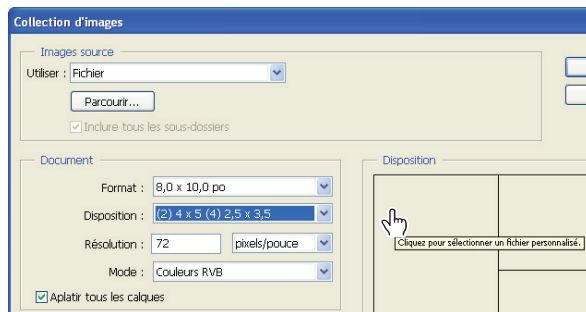 Collection d'images
Images source
Utiliser : Fichier
Parcourir...
Inclure tous les sous-dossiers
Document
Format : 8,0 x 10,0 po
Disposition : (2) 4 x 5 (4) 2,5 x 3,5
Résolution : 72 pixels/pouce
Mode : Couleurs RVB
Aplatir tous les calques
Disposition
Cliquez pour sélectionner un fichier personnalisé.